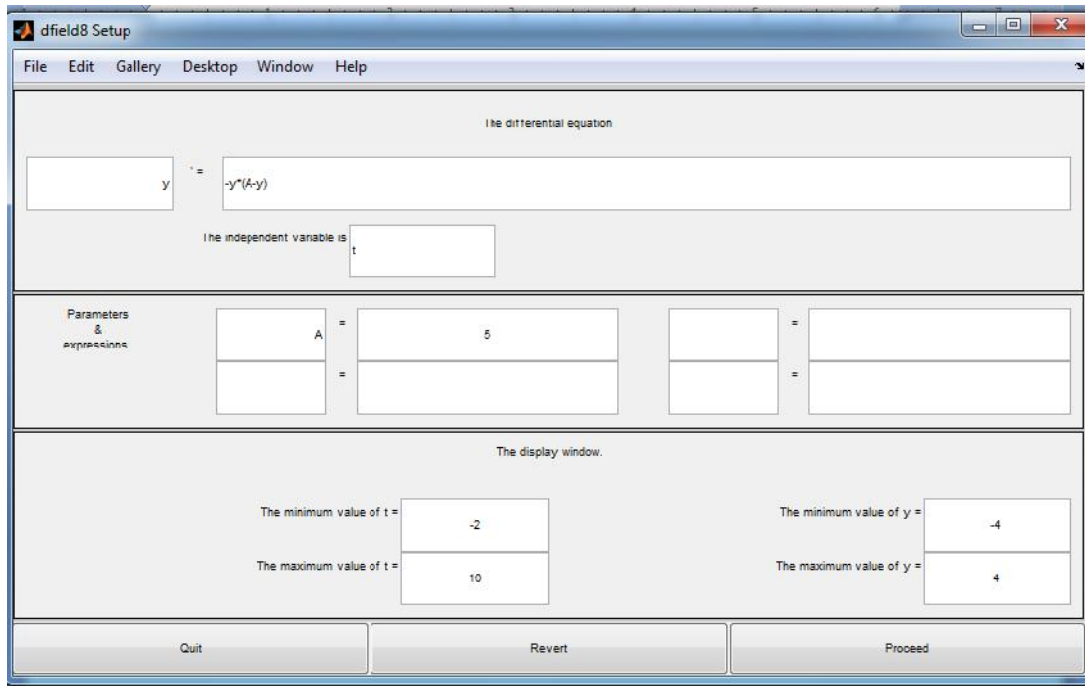 dfield8 Setup
File Edit Gallery Desktop Window Help
The differential equation
y ' = -y*(A-y)
The independent variable is t
Parameters
&
expressions
A = 5 =
= =
The display window.
The minimum value of t = -2 The minimum value of y = -4
The maximum value of t = 10 The maximum value of y = 4
Quit Revert Proceed